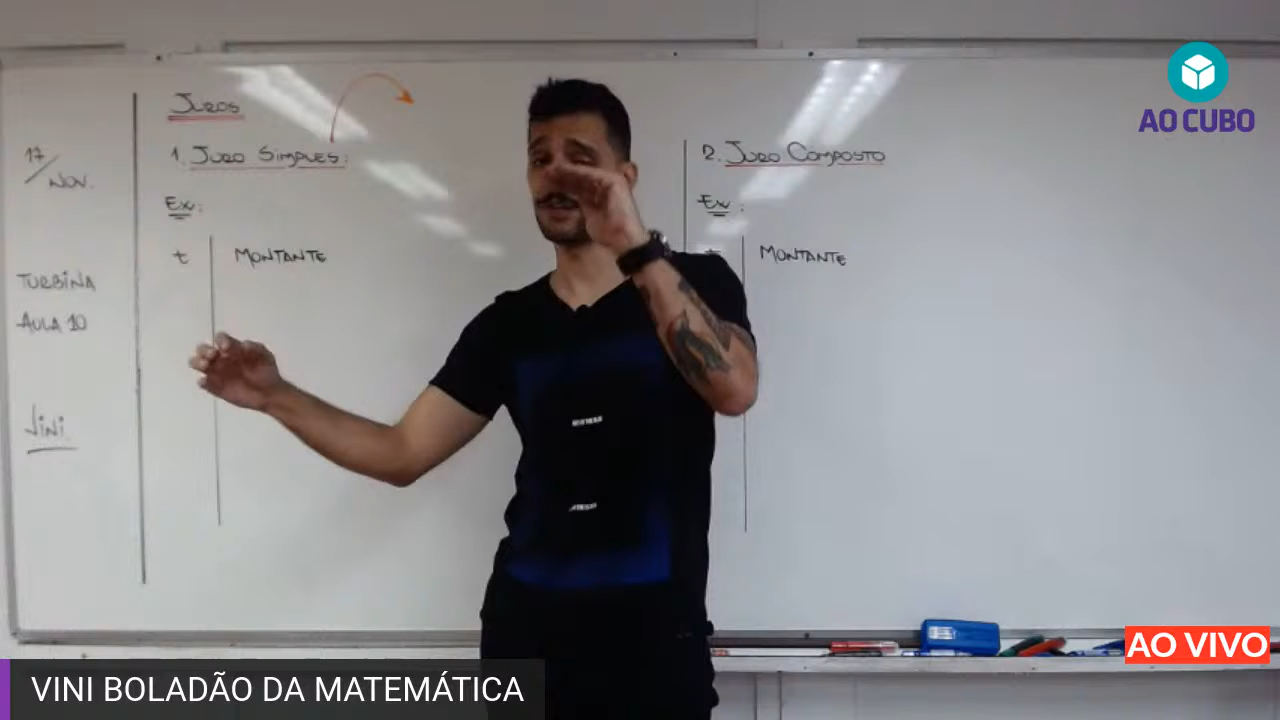 17/NOV.
TURBINA
AULA 10
Vini
JUROS
1. JURO SIMPLES:
Ex:
t MONTANTE
2. JURO COMPOSTO
Ex:
t MONTANTE
AO CUBO
AO VIVO
VINI BOLADÃO DA MATEMÁTICA